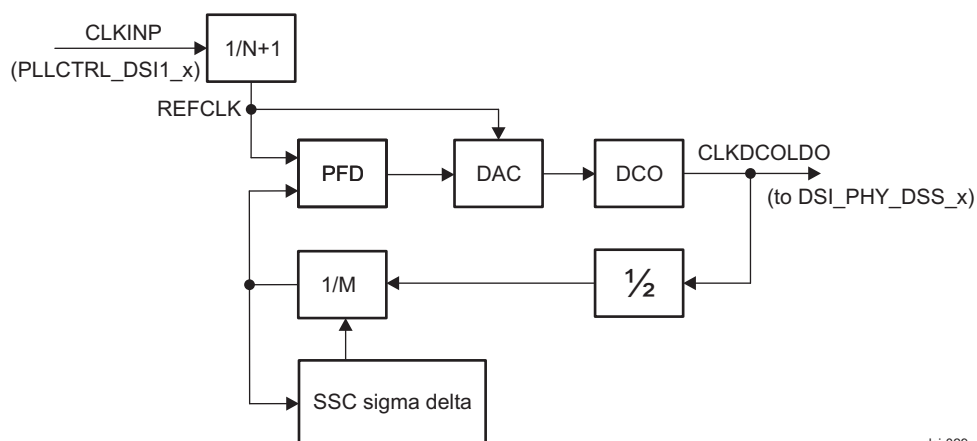 CLKINP
1/N+1
(PLLCTRL_DSI1_x)
REFCLK
PFD
DAC
DCO
CLKDCOLDO
(to DSI_PHY_DSS_x)
1/M
½
SSC sigma delta